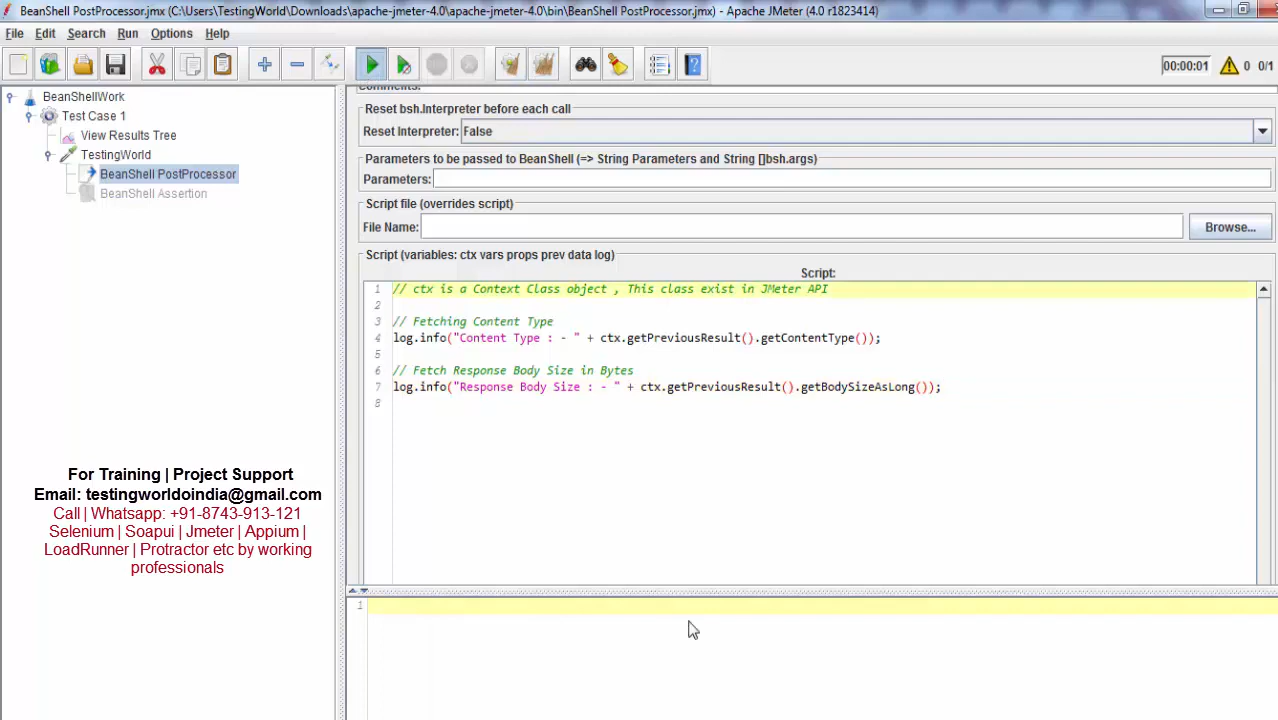 BeanShell PostProcessor.jmx (C:\Users\TestingWorld\Downloads\apache-jmeter-4.0\apache-jmeter-4.0\bin\BeanShell PostProcessor.jmx) - Apache JMeter (4.0 r1823414)
File Edit Search Run Options Help
00:00:01 0 0/1
BeanShellWork
Test Case 1
View Results Tree
TestingWorld
BeanShell PostProcessor
BeanShell Assertion
For Training | Project Support
Email: testingworldoindia@gmail.com
Call | Whatsapp: +91-8743-913-121
Selenium | Soapui | Jmeter | Appium |
LoadRunner | Protractor etc by working
professionals
Comments:
Reset bsh.Interpreter before each call
Reset Interpreter: False
Parameters to be passed to BeanShell (=> String Parameters and String []bsh.args)
Parameters:
Script file (overrides script)
File Name: Browse...
Script (variables: ctx vars props prev data log)
Script:
1 // ctx is a Context Class object , This class exist in JMeter API
2
3 // Fetching Content Type
4 log.info("Content Type : - " + ctx.getPreviousResult().getContentType());
5
6 // Fetch Response Body Size in Bytes
7 log.info("Response Body Size : - " + ctx.getPreviousResult().getBodySizeAsLong());
8
1